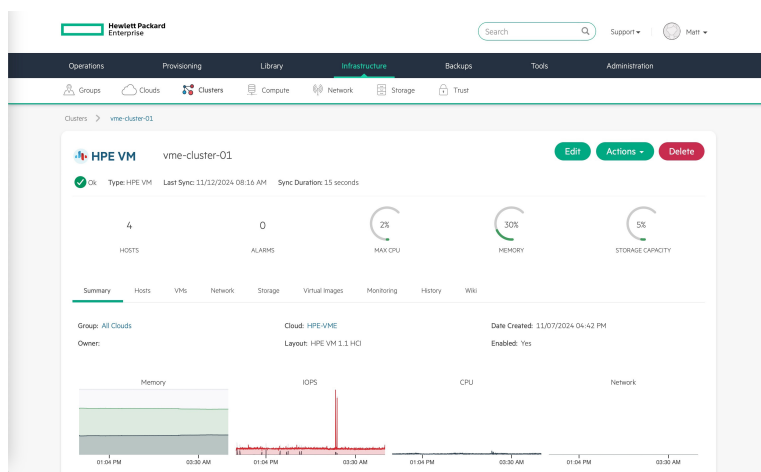 Hewlett Packard
Enterprise
Search
Support
Matt
Operations Provisioning Library Infrastructure Backups Tools Administration
Groups Clouds Clusters Compute Network Storage Trust
Clusters > vme-cluster-01
HPE VM vme-cluster-01 Edit Actions Delete
Ok Type: HPE VM Last Sync: 11/12/2024 08:16 AM Sync Duration: 15 seconds
4 0 2% 30% 5%
HOSTS ALARMS MAX CPU MEMORY STORAGE CAPACITY
Summary Hosts VMs Network Storage Virtual Images Monitoring History Wiki
Group: All Clouds Cloud: HPE-VME Date Created: 11/07/2024 04:42 PM
Owner: Layout: HPE VM 1.1 HCI Enabled: Yes
Memory IOPS CPU Network
01:04 PM 03:30 AM 01:04 PM 03:30 AM 01:04 PM 03:30 AM 01:04 PM 03:30 AM